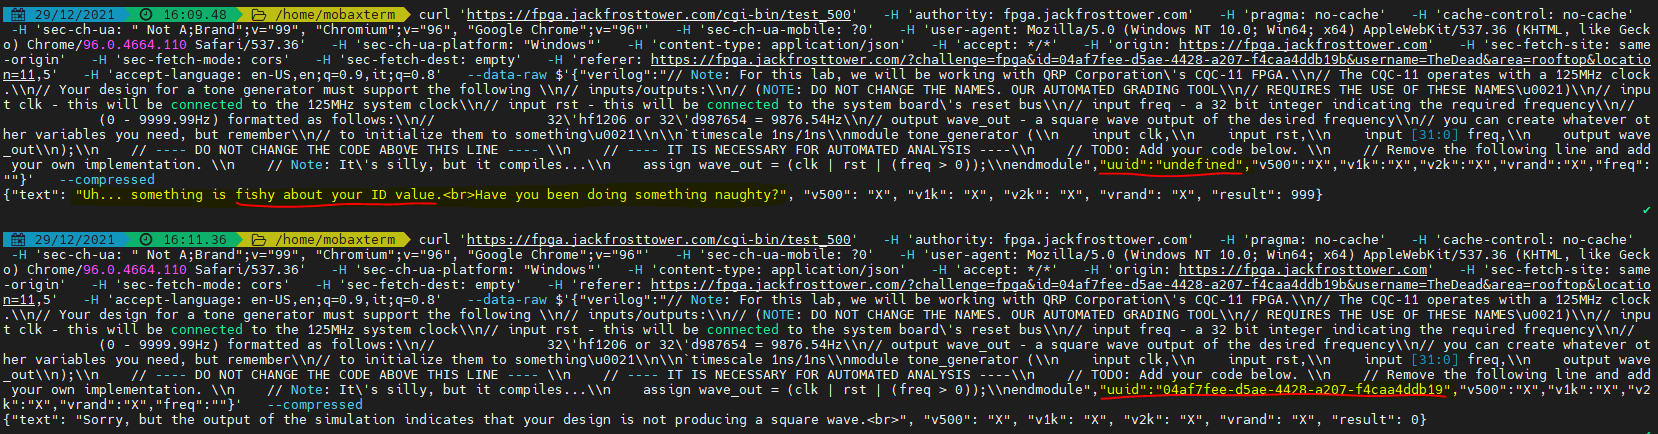 29/12/2021 16:09.48 /home/mobaxterm curl 'https://fpga.jackfrosttower.com/cgi-bin/test_500' -H 'authority: fpga.jackfrosttower.com' -H 'pragma: no-cache' -H 'cache-control: no-cache'
-H 'sec-ch-ua: " Not A;Brand";v="99", "Chromium";v="96", "Google Chrome";v="96"' -H 'sec-ch-ua-mobile: ?0' -H 'user-agent: Mozilla/5.0 (Windows NT 10.0; Win64; x64) AppleWebKit/537.36 (KHTML, like Geck
o) Chrome/96.0.4664.110 Safari/537.36' -H 'sec-ch-ua-platform: "Windows"' -H 'content-type: application/json' -H 'accept: */*' -H 'origin: https://fpga.jackfrosttower.com' -H 'sec-fetch-site: same
-origin' -H 'sec-fetch-mode: cors' -H 'sec-fetch-dest: empty' -H 'referer: https://fpga.jackfrosttower.com/?challenge=fpga&id=04af7fee-d5ae-4428-a207-f4caa4ddb19b&username=TheDead&area=rooftop&locatio
n=11,5' -H 'accept-language: en-US,en;q=0.9,it;q=0.8' --data-raw $'{"verilog":"// Note: For this lab, we will be working with QRP Corporation\'s CQC-11 FPGA.\\n// The CQC-11 operates with a 125MHz clock
.\\n// Your design for a tone generator must support the following \\n// inputs/outputs:\\n// (NOTE: DO NOT CHANGE THE NAMES. OUR AUTOMATED GRADING TOOL\\n// REQUIRES THE USE OF THESE NAMES\u0021)\\n// inpu
t clk - this will be connected to the 125MHz system clock\\n// input rst - this will be connected to the system board\'s reset bus\\n// input freq - a 32 bit integer indicating the required frequency\\n//
(0 - 9999.99Hz) formatted as follows:\\n// 32\'hf1206 or 32\'d987654 = 9876.54Hz\\n// output wave_out - a square wave output of the desired frequency\\n// you can create whatever ot
her variables you need, but remember\\n// to initialize them to something\u0021\\n\\n`timescale 1ns/1ns\\nmodule tone_generator (\\n input clk,\\n input rst,\\n input [31:0] freq,\\n output wave
_out\\n);\\n // ---- DO NOT CHANGE THE CODE ABOVE THIS LINE ---- \\n // ---- IT IS NECESSARY FOR AUTOMATED ANALYSIS ----\\n // TODO: Add your code below. \\n // Remove the following line and add
your own implementation. \\n // Note: It\'s silly, but it compiles...\\n assign wave_out = (clk | rst | (freq > 0));\\nendmodule","uuid":"undefined","v500":"X","v1k":"X","v2k":"X","vrand":"X","freq":
""}' --compressed
{"text": "Uh... something is fishy about your ID value.<br>Have you been doing something naughty?", "v500": "X", "v1k": "X", "v2k": "X", "vrand": "X", "result": 999}
✔
29/12/2021 16:11.36 /home/mobaxterm curl 'https://fpga.jackfrosttower.com/cgi-bin/test_500' -H 'authority: fpga.jackfrosttower.com' -H 'pragma: no-cache' -H 'cache-control: no-cache'
-H 'sec-ch-ua: " Not A;Brand";v="99", "Chromium";v="96", "Google Chrome";v="96"' -H 'sec-ch-ua-mobile: ?0' -H 'user-agent: Mozilla/5.0 (Windows NT 10.0; Win64; x64) AppleWebKit/537.36 (KHTML, like Geck
o) Chrome/96.0.4664.110 Safari/537.36' -H 'sec-ch-ua-platform: "Windows"' -H 'content-type: application/json' -H 'accept: */*' -H 'origin: https://fpga.jackfrosttower.com' -H 'sec-fetch-site: same
-origin' -H 'sec-fetch-mode: cors' -H 'sec-fetch-dest: empty' -H 'referer: https://fpga.jackfrosttower.com/?challenge=fpga&id=04af7fee-d5ae-4428-a207-f4caa4ddb19b&username=TheDead&area=rooftop&locatio
n=11,5' -H 'accept-language: en-US,en;q=0.9,it;q=0.8' --data-raw $'{"verilog":"// Note: For this lab, we will be working with QRP Corporation\'s CQC-11 FPGA.\\n// The CQC-11 operates with a 125MHz clock
.\\n// Your design for a tone generator must support the following \\n// inputs/outputs:\\n// (NOTE: DO NOT CHANGE THE NAMES. OUR AUTOMATED GRADING TOOL\\n// REQUIRES THE USE OF THESE NAMES\u0021)\\n// inpu
t clk - this will be connected to the 125MHz system clock\\n// input rst - this will be connected to the system board\'s reset bus\\n// input freq - a 32 bit integer indicating the required frequency\\n//
(0 - 9999.99Hz) formatted as follows:\\n// 32\'hf1206 or 32\'d987654 = 9876.54Hz\\n// output wave_out - a square wave output of the desired frequency\\n// you can create whatever ot
her variables you need, but remember\\n// to initialize them to something\u0021\\n\\n`timescale 1ns/1ns\\nmodule tone_generator (\\n input clk,\\n input rst,\\n input [31:0] freq,\\n output wave
_out\\n);\\n // ---- DO NOT CHANGE THE CODE ABOVE THIS LINE ---- \\n // ---- IT IS NECESSARY FOR AUTOMATED ANALYSIS ----\\n // TODO: Add your code below. \\n // Remove the following line and add
your own implementation. \\n // Note: It\'s silly, but it compiles...\\n assign wave_out = (clk | rst | (freq > 0));\\nendmodule","uuid":"04af7fee-d5ae-4428-a207-f4caa4ddb19","v500":"X","v1k":"X","v2
k":"X","vrand":"X","freq":""}' --compressed
{"text": "Sorry, but the output of the simulation indicates that your design is not producing a square wave.<br>", "v500": "X", "v1k": "X", "v2k": "X", "vrand": "X", "result": 0}